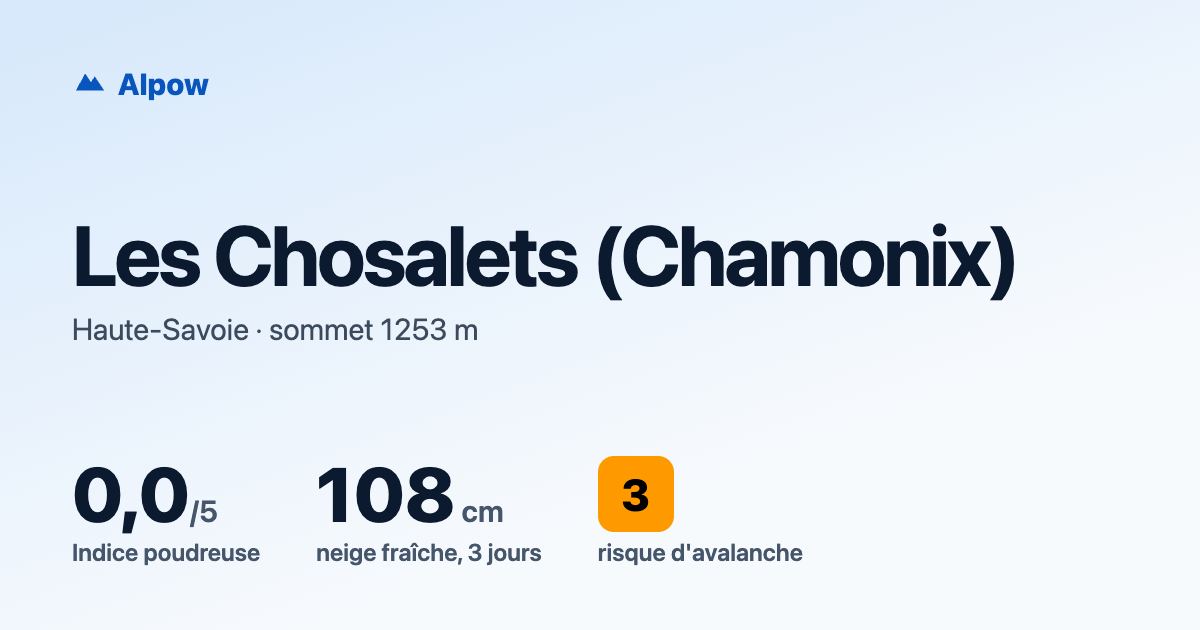 Alpow
Les Chosalets (Chamonix)
Haute-Savoie · sommet 1253 m
0,0/5
Indice poudreuse
108 cm
neige fraîche, 3 jours
3
risque d'avalanche